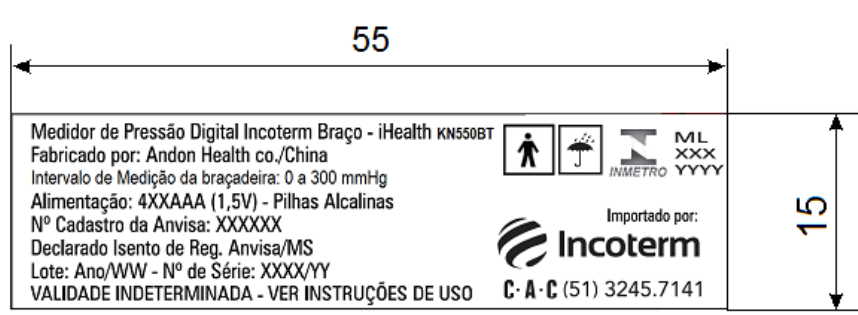 55
Medidor de Pressão Digital Incoterm Braço - iHealth KN550BT
Fabricado por: Andon Health co./China
Intervalo de Medição da braçadeira: 0 a 300 mmHg
Alimentação: 4XXAAA (1,5V) - Pilhas Alcalinas
Nº Cadastro da Anvisa: XXXXXX
Declarado Isento de Reg. Anvisa/MS
Lote: Ano/WW - Nº de Série: XXXX/YY
VALIDADE INDETERMINADA - VER INSTRUÇÕES DE USO
INMETRO
ML
XXX
YYYY
Importado por:
Incoterm
C·A·C (51) 3245.7141
15